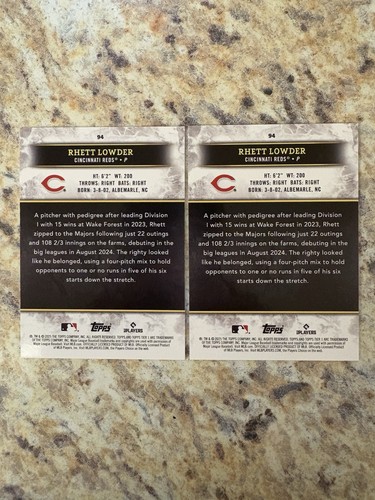 94
RHETT LOWDER
CINCINNATI REDS® • P
HT: 6'2" WT: 200
THROWS: RIGHT BATS: RIGHT
BORN: 3-8-02, ALBEMARLE, NC
A pitcher with pedigree after leading Division
I with 15 wins at Wake Forest in 2023, Rhett
zipped to the Majors following just 22 outings
and 108 2/3 innings on the farms, debuting in the
big leagues in August 2024. The righty looked
like he belonged, using a four-pitch mix to hold
opponents to one or no runs in five of his six
starts down the stretch.
Topps
PLAYERS
94
RHETT LOWDER
CINCINNATI REDS® • P
HT: 6'2" WT: 200
THROWS: RIGHT BATS: RIGHT
BORN: 3-8-02, ALBEMARLE, NC
A pitcher with pedigree after leading Division
I with 15 wins at Wake Forest in 2023, Rhett
zipped to the Majors following just 22 outings
and 108 2/3 innings on the farms, debuting in the
big leagues in August 2024. The righty looked
like he belonged, using a four-pitch mix to hold
opponents to one or no runs in five of his six
starts down the stretch.
Topps
PLAYERS